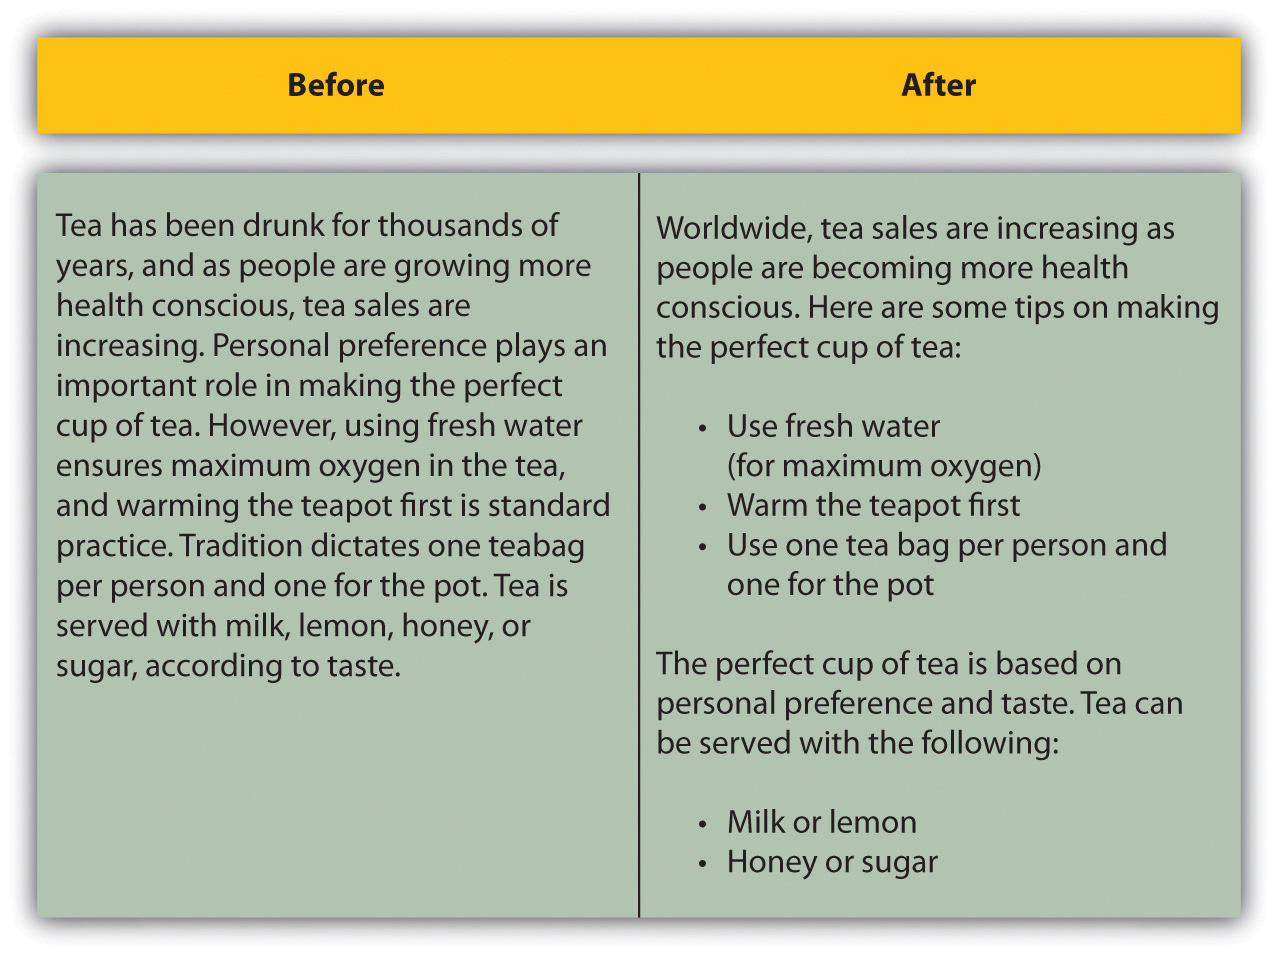 Before
After
Tea has been drunk for thousands of
years, and as people are growing more
health conscious, tea sales are
increasing. Personal preference plays an
important role in making the perfect
cup of tea. However, using fresh water
ensures maximum oxygen in the tea,
and warming the teapot first is standard
practice. Tradition dictates one teabag
per person and one for the pot. Tea is
served with milk, lemon, honey, or
sugar, according to taste.
Worldwide, tea sales are increasing as
people are becoming more health
conscious. Here are some tips on making
the perfect cup of tea:
• Use fresh water
(for maximum oxygen)
• Warm the teapot first
• Use one tea bag per person and
one for the pot
The perfect cup of tea is based on
personal preference and taste. Tea can
be served with the following:
• Milk or lemon
• Honey or sugar